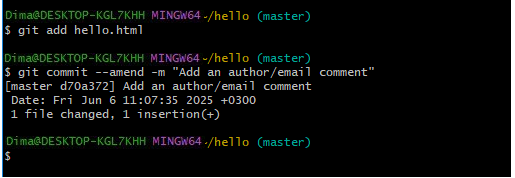 Dima@DESKTOP-KGL7KHH MINGW64 ~/hello (master)
$ git add hello.html
Dima@DESKTOP-KGL7KHH MINGW64 ~/hello (master)
$ git commit --amend -m "Add an author/email comment"
[master d70a372] Add an author/email comment
Date: Fri Jun 6 11:07:35 2025 +0300
1 file changed, 1 insertion(+)
Dima@DESKTOP-KGL7KHH MINGW64 ~/hello (master)
$